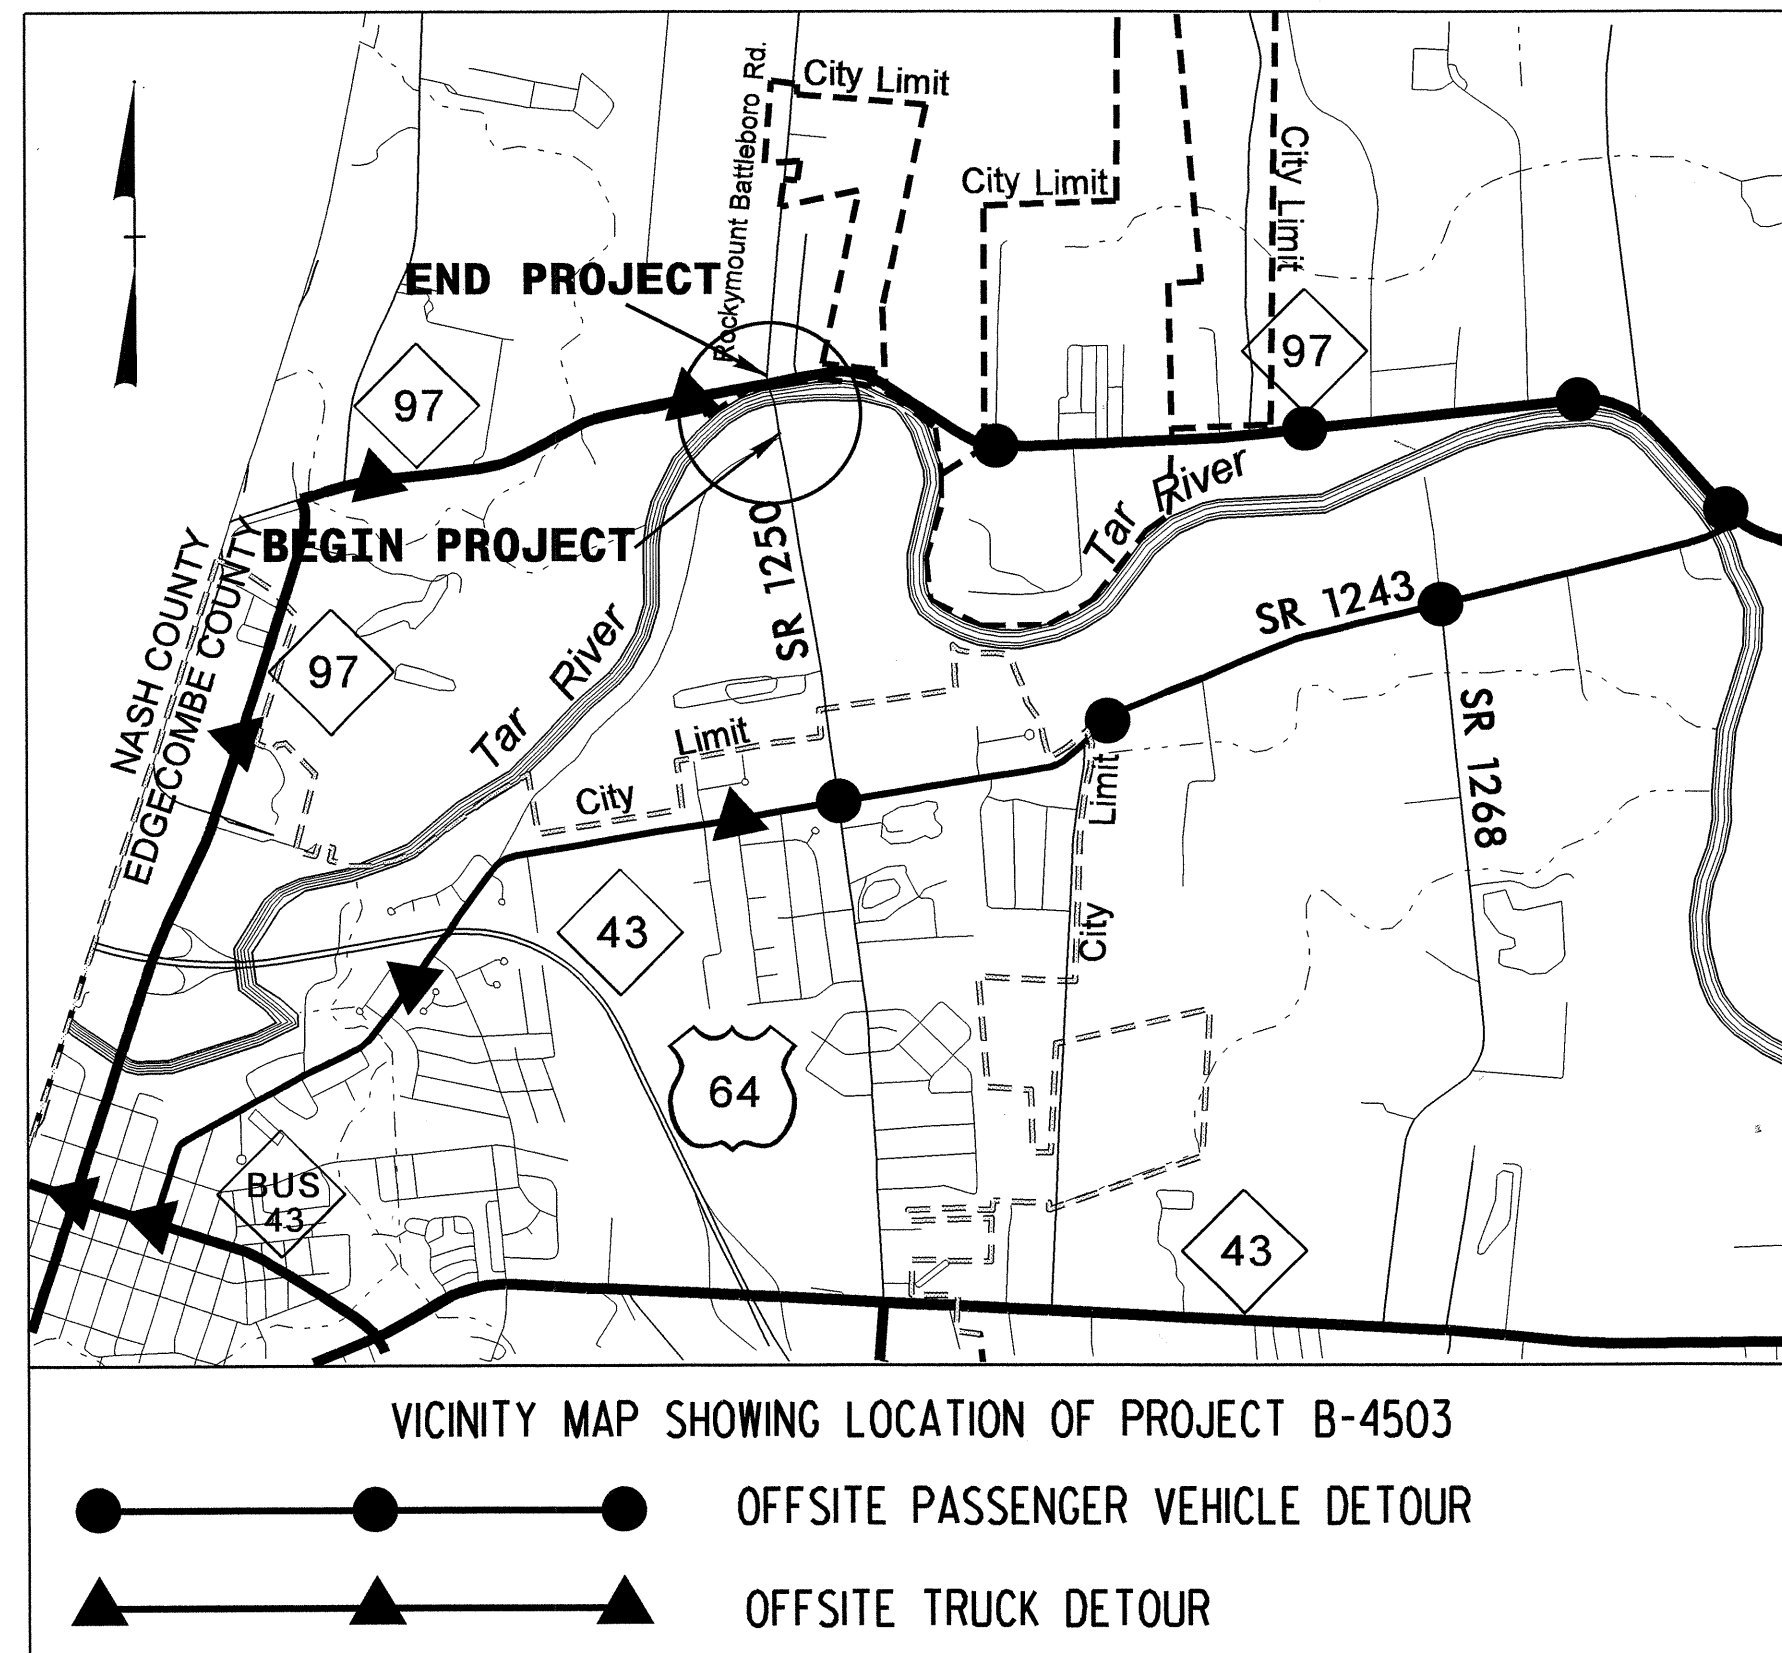 Rockymount Battleboro Rd.
City Limit
City Limit
City Limit
END PROJECT
97
97
BEGIN PROJECT
SR 1250
Tar River
NASH COUNTY
EDGECOMBE COUNTY
97
Tar River
SR 1243
SR 1268
City Limit
City Limit
43
64
BUS
43
43
VICINITY MAP SHOWING LOCATION OF PROJECT B-4503
OFFSITE PASSENGER VEHICLE DETOUR
OFFSITE TRUCK DETOUR